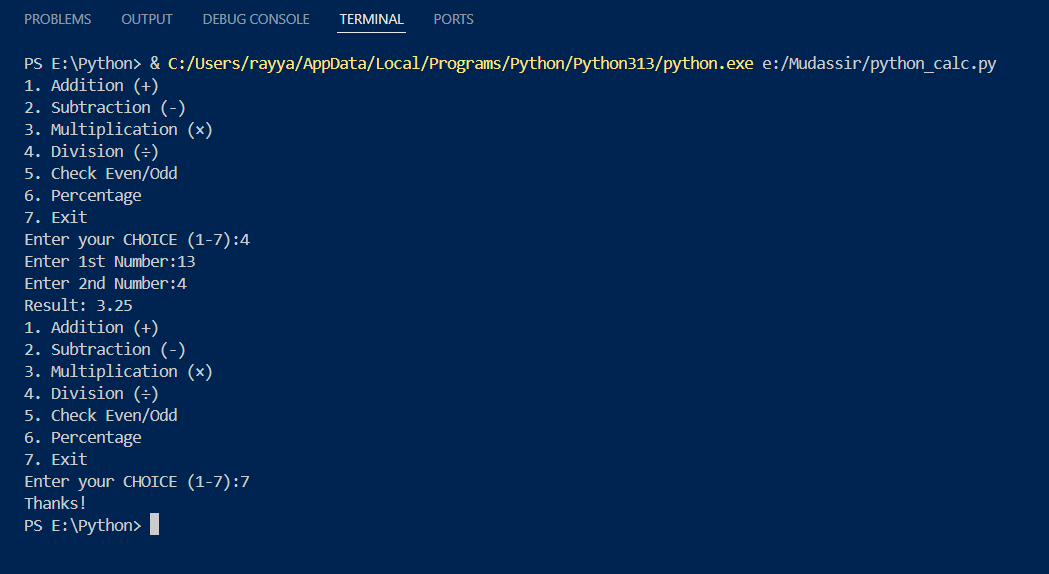 PROBLEMS OUTPUT DEBUG CONSOLE TERMINAL PORTS
PS E:\Python> & C:/Users/rayya/AppData/Local/Programs/Python/Python313/python.exe e:/Mudassir/python_calc.py
1. Addition (+)
2. Subtraction (-)
3. Multiplication (×)
4. Division (÷)
5. Check Even/Odd
6. Percentage
7. Exit
Enter your CHOICE (1-7):4
Enter 1st Number:13
Enter 2nd Number:4
Result: 3.25
1. Addition (+)
2. Subtraction (-)
3. Multiplication (×)
4. Division (÷)
5. Check Even/Odd
6. Percentage
7. Exit
Enter your CHOICE (1-7):7
Thanks!
PS E:\Python>